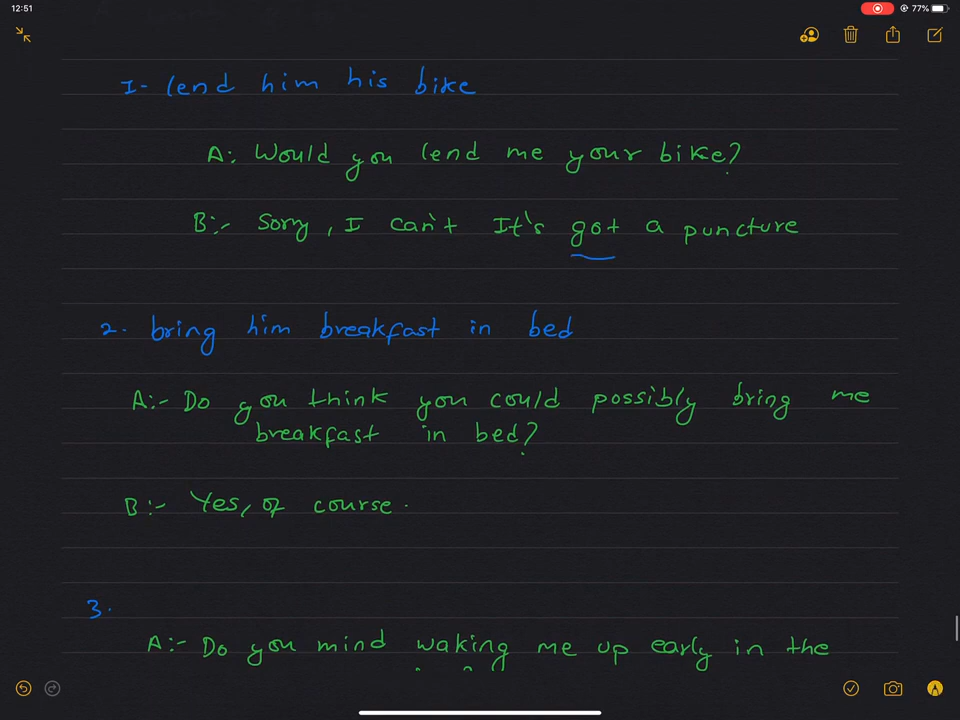 12:51
77%
1- lend him his bike
A: Would you lend me your bike?
B:- Sorry, I can't It's got a puncture
2. bring him breakfast in bed
A:- Do you think you could possibly bring me
breakfast in bed?
B:- Yes, of course.
3.
A:- Do you mind waking me up early in the